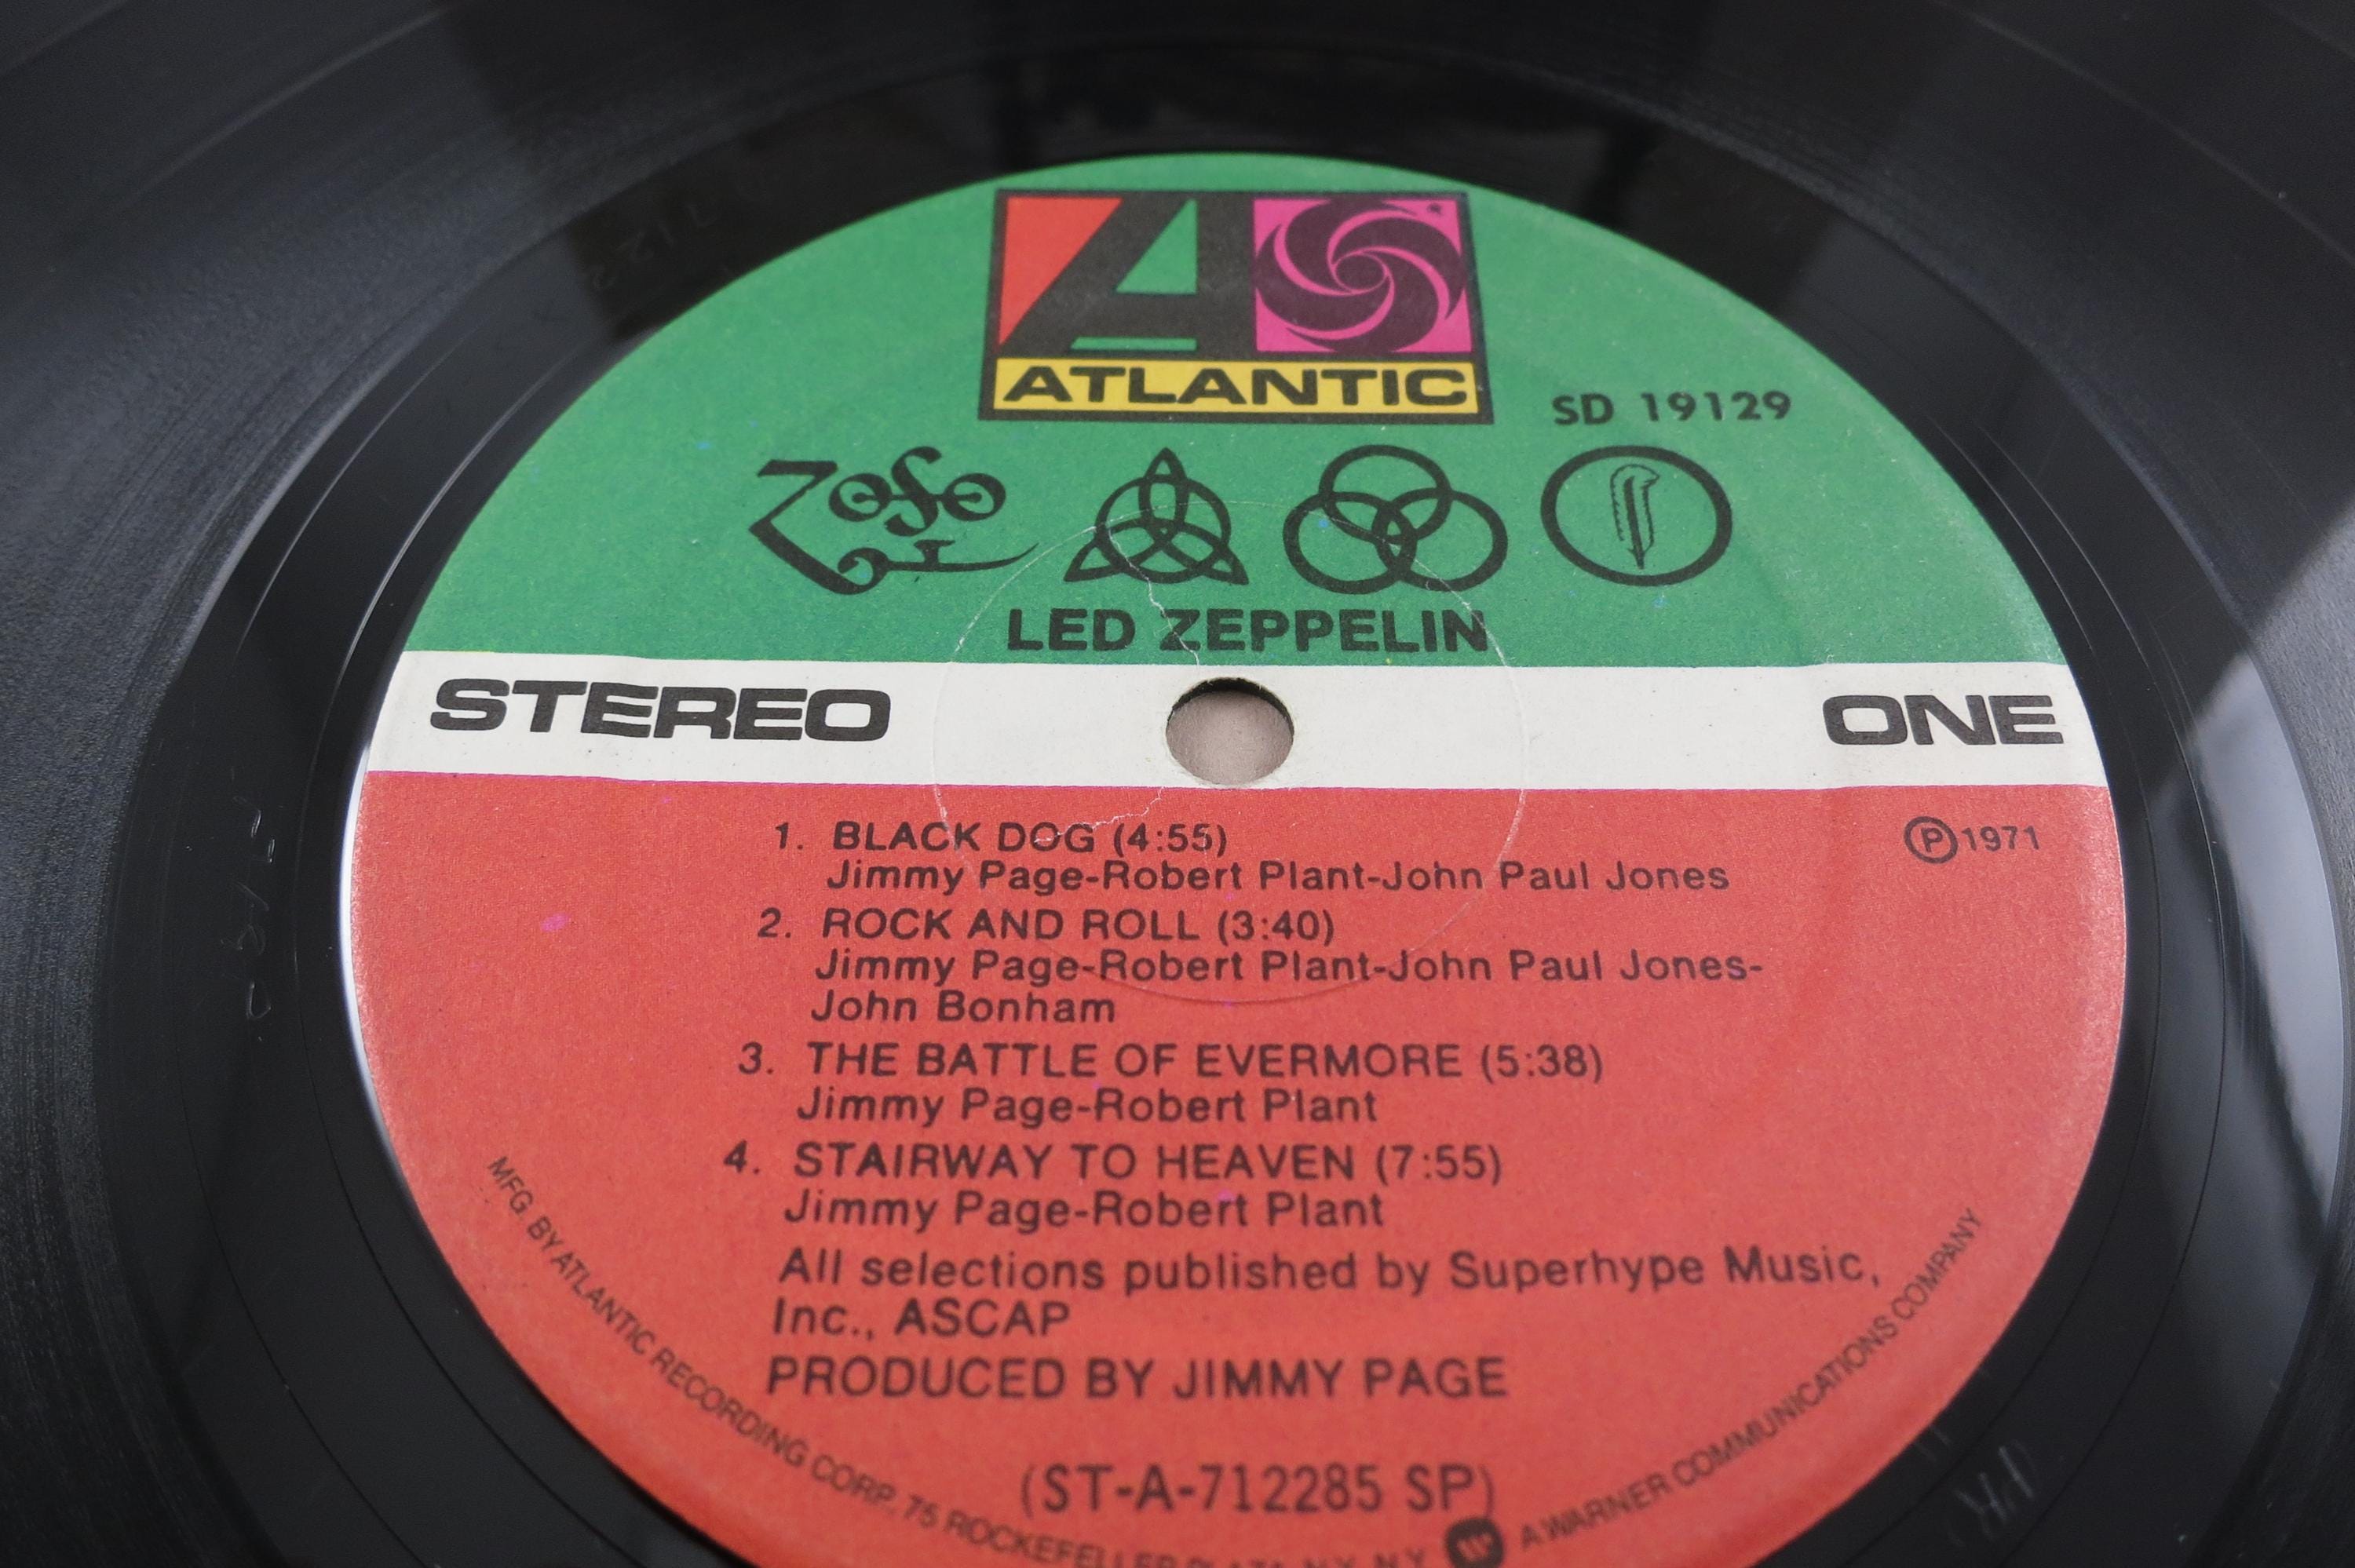 ATLANTIC
SD 19129
LED ZEPPELIN
STEREO
ONE
1. BLACK DOG (4:55)
℗1971
Jimmy Page-Robert Plant-John Paul Jones
2. ROCK AND ROLL (3:40)
Jimmy Page-Robert Plant-John Paul Jones-
John Bonham
3. THE BATTLE OF EVERMORE (5:38)
Jimmy Page-Robert Plant
4. STAIRWAY TO HEAVEN (7:55)
Jimmy Page-Robert Plant
All selections published by Superhype Music,
Inc., ASCAP
PRODUCED BY JIMMY PAGE
(ST-A-712285 SP)
MFG. BY ATLANTIC RECORDING CORP., 75 ROCKEFELLER PLAZA, N.Y. N.Y. A WARNER COMMUNICATIONS COMPANY